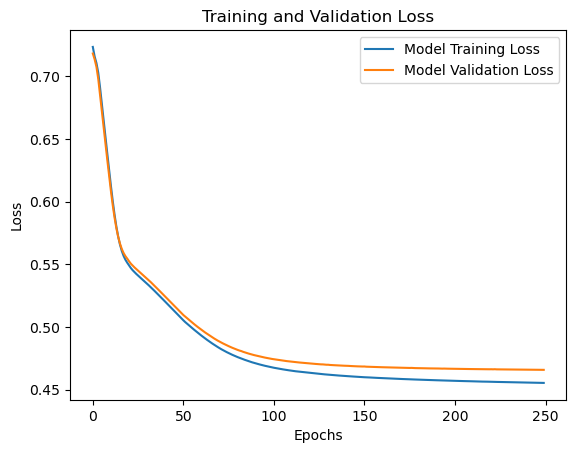 Training and Validation Loss
Model Training Loss
Model Validation Loss
0.70
0.65
0.60
0.55
0.50
0.45
Loss
0 50 100 150 200 250
Epochs